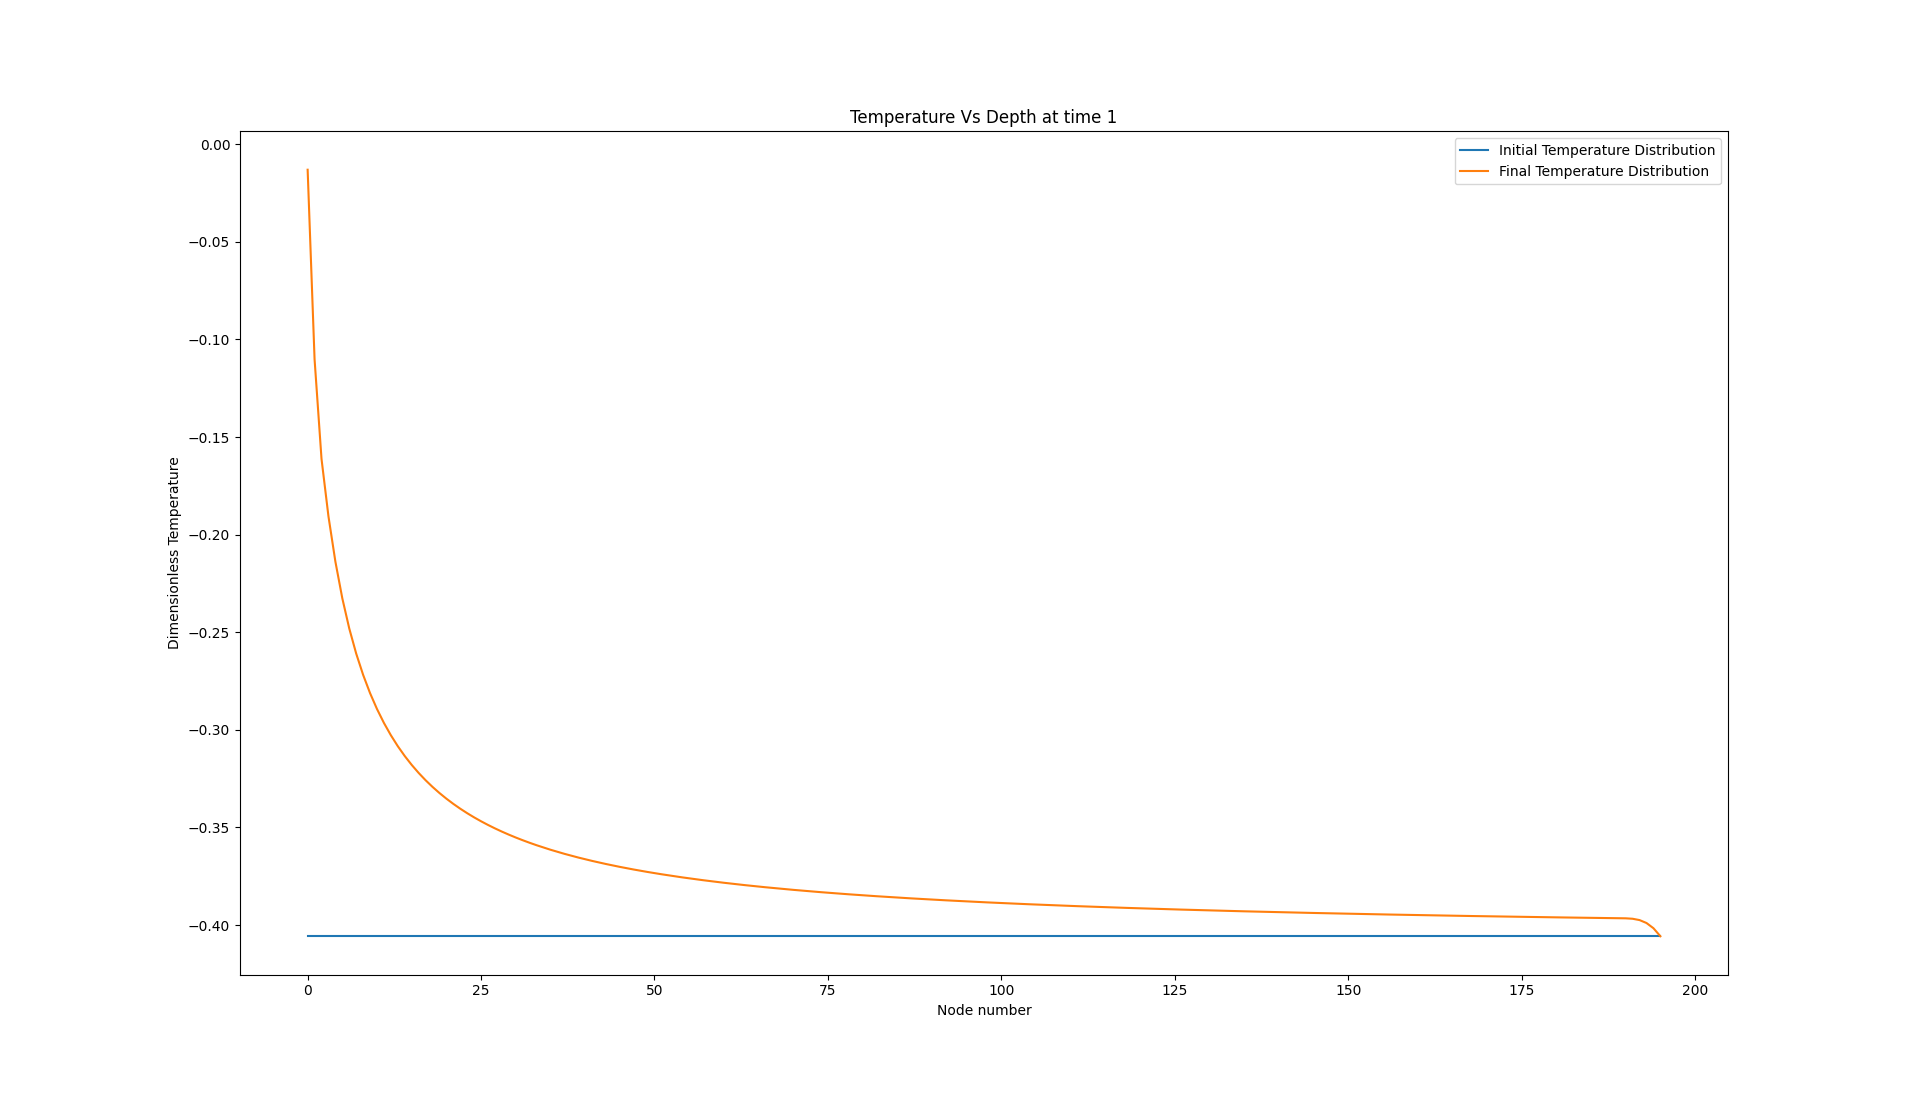 Temperature Vs Depth at time 1
Initial Temperature Distribution
Final Temperature Distribution
Dimensionless Temperature
0.00
−0.05
−0.10
−0.15
−0.20
−0.25
−0.30
−0.35
−0.40
0 25 50 75 100 125 150 175 200
Node number